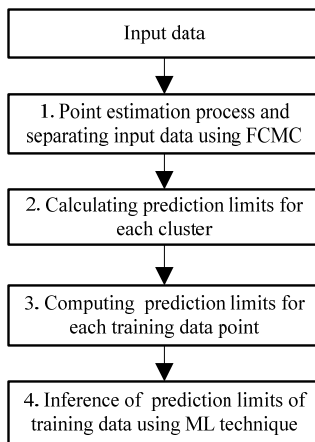 Input data
1. Point estimation process and
separating input data using FCMC
2. Calculating prediction limits for
each cluster
3. Computing prediction limits for
each training data point
4. Inference of prediction limits of
training data using ML technique